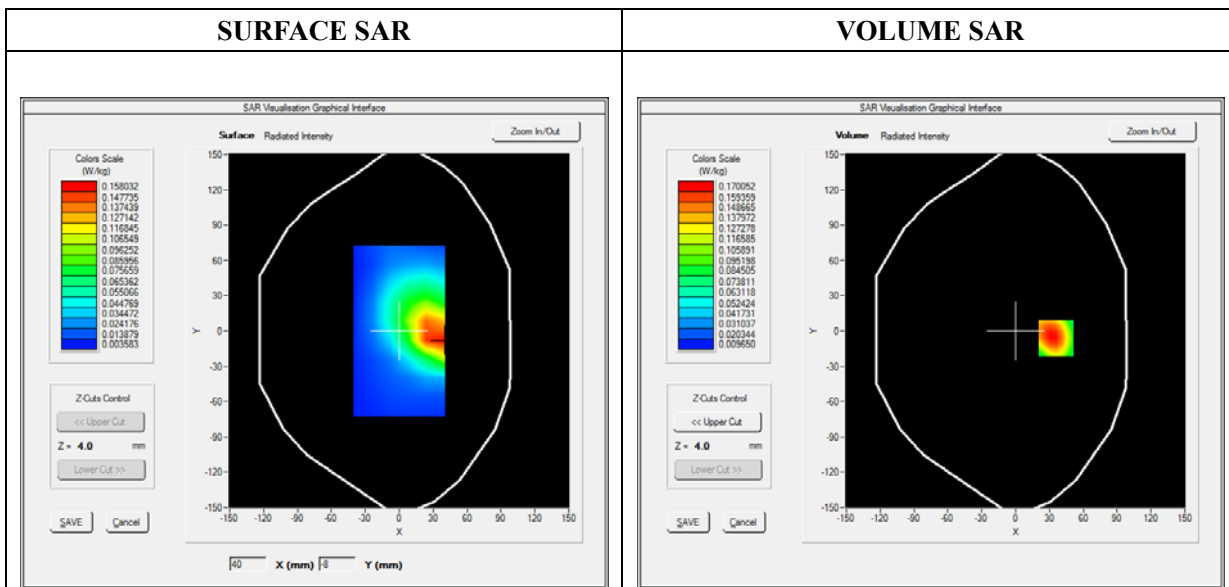 SURFACE SAR
VOLUME SAR
SAR Visualisation Graphical Interface
Surface Radiated Intensity
Zoom In/Out
Colors Scale
(W/kg)
0.158032
0.147735
0.137439
0.127142
0.116845
0.106549
0.096252
0.085956
0.075659
0.065362
0.055066
0.044769
0.034472
0.024176
0.013879
0.003583
Z-Cuts Control
<< Upper Cut
Z = 4.0 mm
Lower Cut >>
SAVE Cancel
150
120
90
60
30
0
-30
-60
-90
-120
-150
Y
-150 -120 -90 -60 -30 0 30 60 90 120 150
X
40 X (mm) -8 Y (mm)
SAR Visualisation Graphical Interface
Volume Radiated Intensity
Zoom In/Out
Colors Scale
(W/kg)
0.170052
0.159359
0.148665
0.137972
0.127278
0.116585
0.105891
0.095198
0.084505
0.073811
0.063118
0.052424
0.041731
0.031037
0.020344
0.009650
Z-Cuts Control
<< Upper Cut
Z = 4.0 mm
Lower Cut >>
SAVE Cancel
150
120
90
60
30
0
-30
-60
-90
-120
-150
Y
-150 -120 -90 -60 -30 0 30 60 90 120 150
X